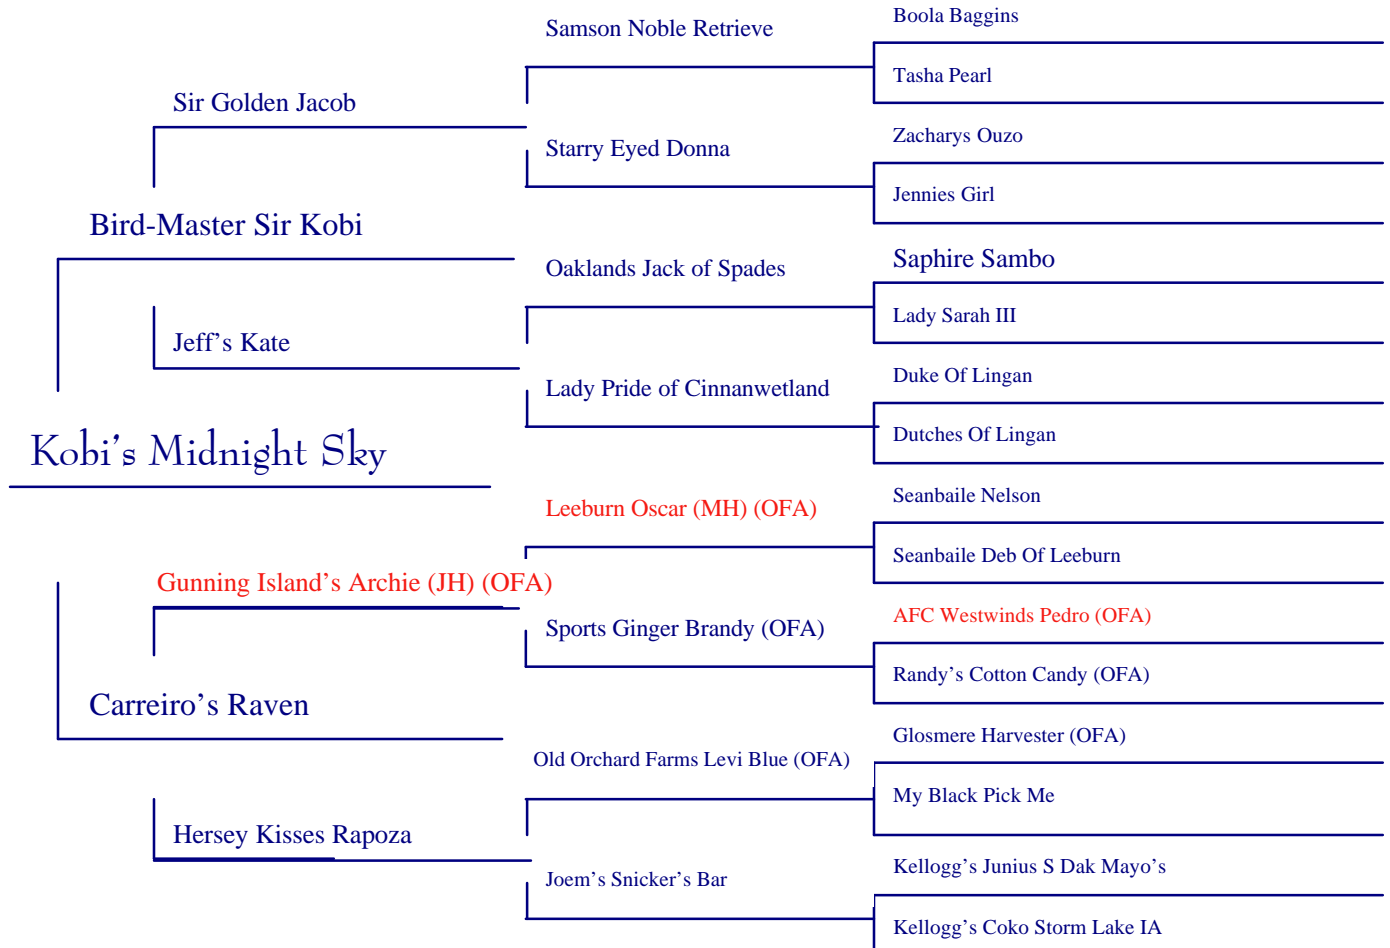 Boola Baggins
Samson Noble Retrieve
Tasha Pearl
Sir Golden Jacob
Zacharys Ouzo
Starry Eyed Donna
Jennies Girl
Bird-Master Sir Kobi
Saphire Sambo
Oaklands Jack of Spades
Lady Sarah III
Jeff’s Kate
Duke Of Lingan
Lady Pride of Cinnanwetland
Dutches Of Lingan
Kobi's Midnight Sky
Seanbaile Nelson
Leeburn Oscar (MH) (OFA)
Seanbaile Deb Of Leeburn
Gunning Island’s Archie (JH) (OFA)
AFC Westwinds Pedro (OFA)
Sports Ginger Brandy (OFA)
Randy’s Cotton Candy (OFA)
Carreiro’s Raven
Glosmere Harvester (OFA)
Old Orchard Farms Levi Blue (OFA)
My Black Pick Me
Hersey Kisses Rapoza
Kellogg’s Junius S Dak Mayo’s
Joem’s Snicker’s Bar
Kellogg’s Coko Storm Lake IA